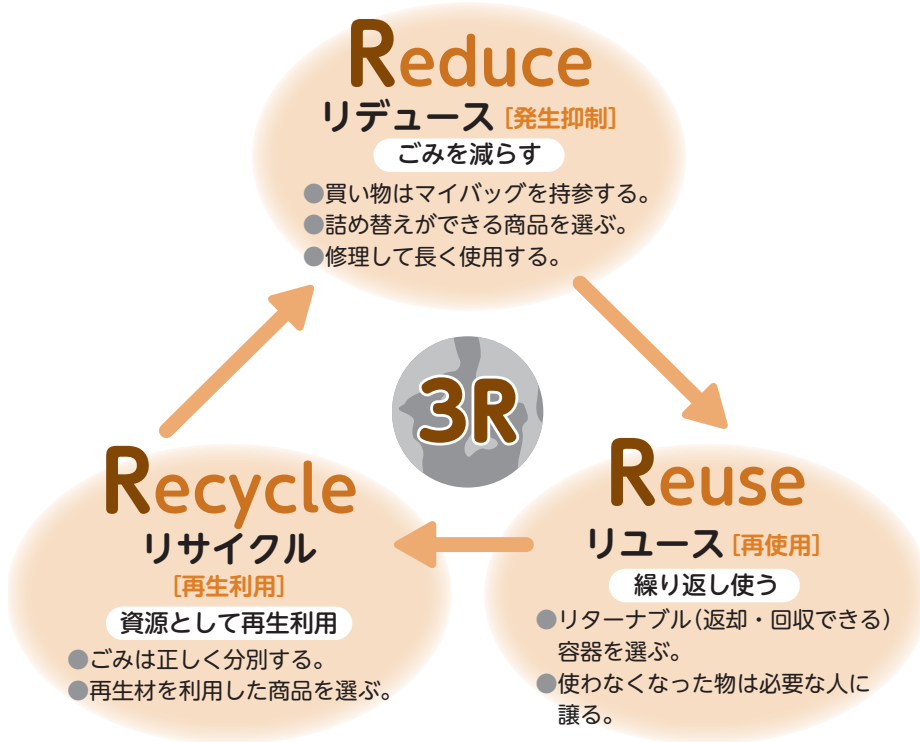 Reduce
リデュース [発生抑制]
ごみを減らす
●買い物はマイバッグを持参する。
●詰め替えができる商品を選ぶ。
●修理して長く使用する。
3R
Recycle
リサイクル
[再生利用]
資源として再生利用
●ごみは正しく分別する。
●再生材を利用した商品を選ぶ。
Reuse
リユース [再使用]
繰り返し使う
●リターナブル(返却・回収できる)
容器を選ぶ。
●使わなくなった物は必要な人に
譲る。